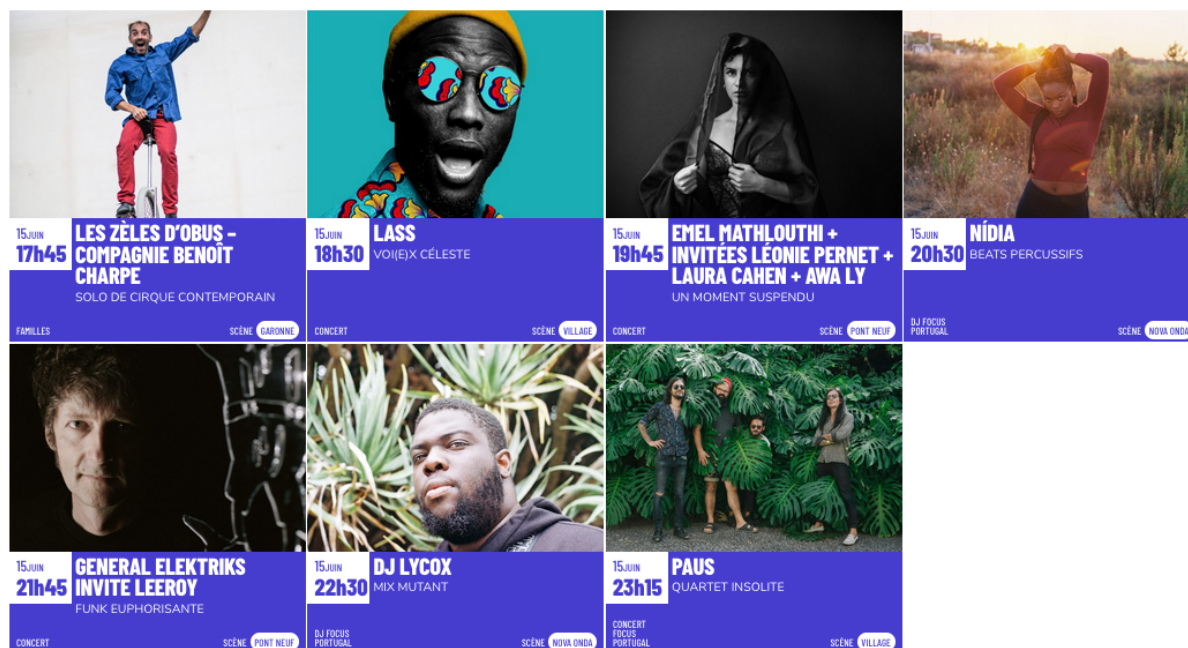 15JUIN
17h45
LES ZÈLES D'OBUS –
COMPAGNIE BENOÎT
CHARPE
SOLO DE CIRQUE CONTEMPORAIN
FAMILLES
SCÈNE GARONNE
15JUIN
18h30
LASS
VOI(E)X CÉLESTE
CONCERT
SCÈNE VILLAGE
15JUIN
19h45
EMEL MATHLOUTHI +
INVITÉES LÉONIE PERNET +
LAURA CAHEN + AWA LY
UN MOMENT SUSPENDU
CONCERT
SCÈNE PONT NEUF
15JUIN
20h30
NÍDIA
BEATS PERCUSSIFS
DJ FOCUS
PORTUGAL
SCÈNE NOVA ONDA
15JUIN
21h45
GENERAL ELEKTRIKS
INVITE LEEROY
FUNK EUPHORISANTE
CONCERT
SCÈNE PONT NEUF
15JUIN
22h30
DJ LYCOX
MIX MUTANT
DJ FOCUS
PORTUGAL
SCÈNE NOVA ONDA
15JUIN
23h15
PAUS
QUARTET INSOLITE
CONCERT
FOCUS
PORTUGAL
SCÈNE VILLAGE